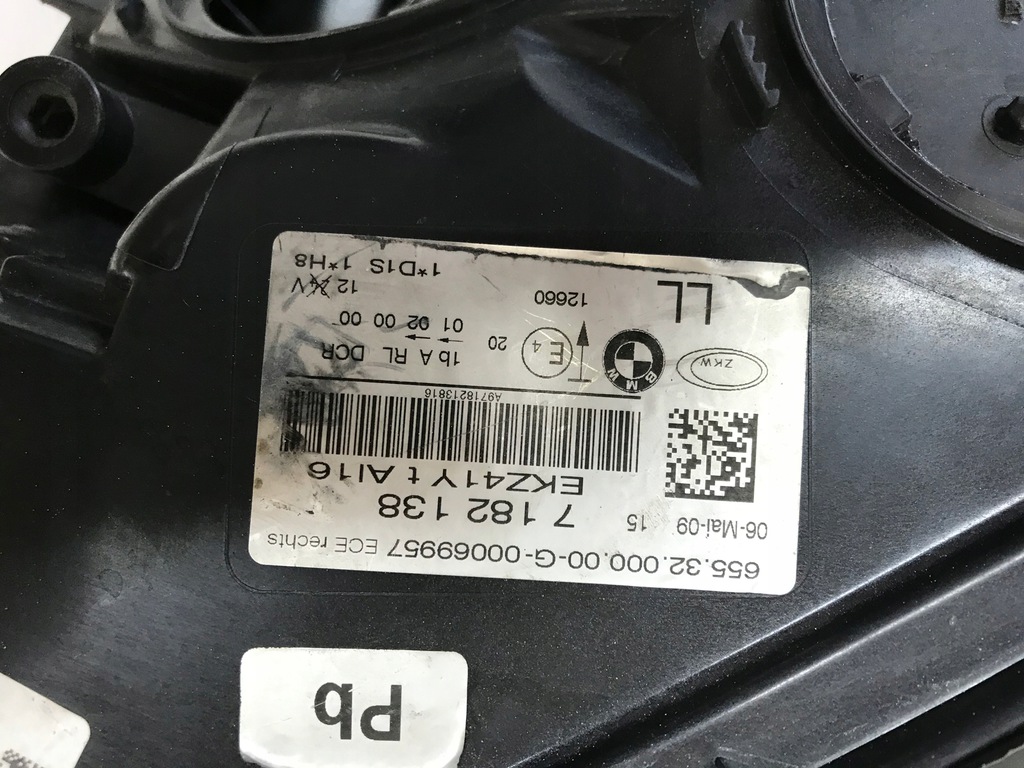 655.32.000.00-G-00069957 ECE rechts
06-Mai-09 15
7 182 138
EKZ41Y t AI16
A9718213816
ZKW
BMW
E4
20
1b A RL DCR
01 02 00 00
LL
12660
12 V
1*D1S 1*H8
Pb